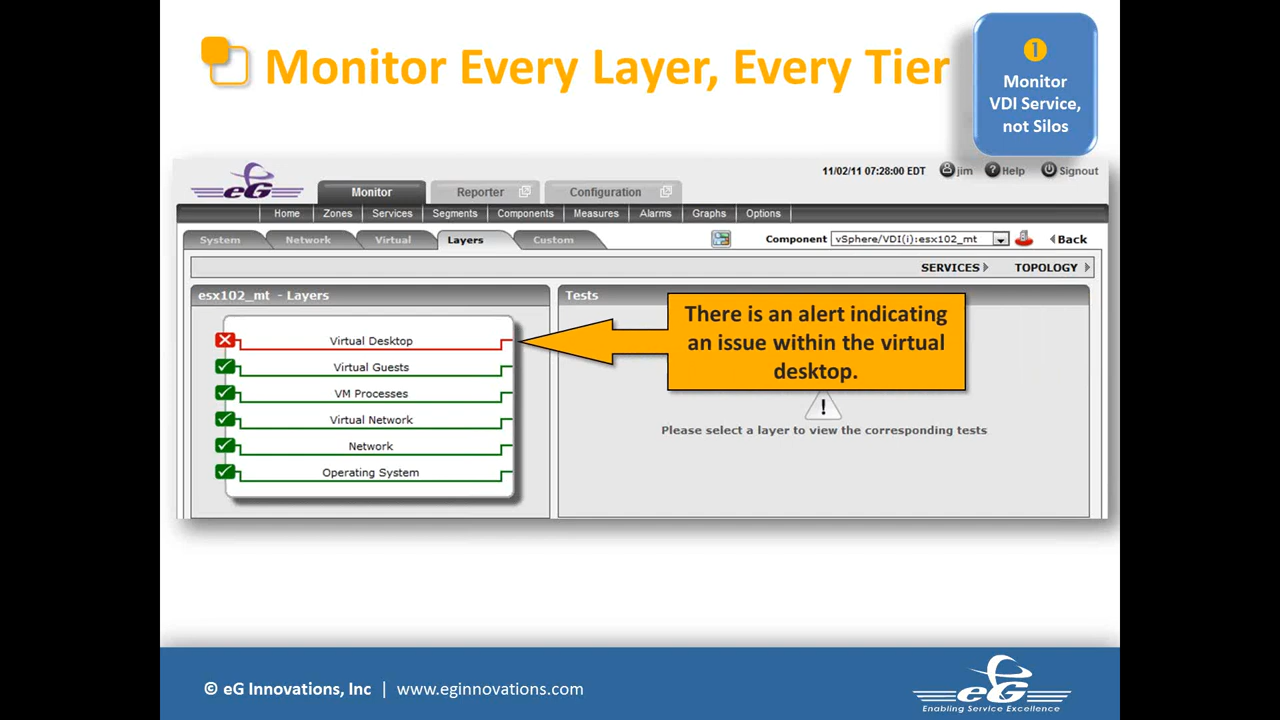 Monitor Every Layer, Every Tier
1
Monitor
VDI Service,
not Silos
eG
11/02/11 07:28:00 EDT jim Help Signout
Monitor Reporter Configuration
Home Zones Services Segments Components Measures Alarms Graphs Options
System Network Virtual Layers Custom Component vSphere/VDI(i):esx102_mt Back
SERVICES TOPOLOGY
esx102_mt - Layers
Virtual Desktop
Virtual Guests
VM Processes
Virtual Network
Network
Operating System
Tests
There is an alert indicating
an issue within the virtual
desktop.
!
Please select a layer to view the corresponding tests
© eG Innovations, Inc | www.eginnovations.com
eG
Enabling Service Excellence